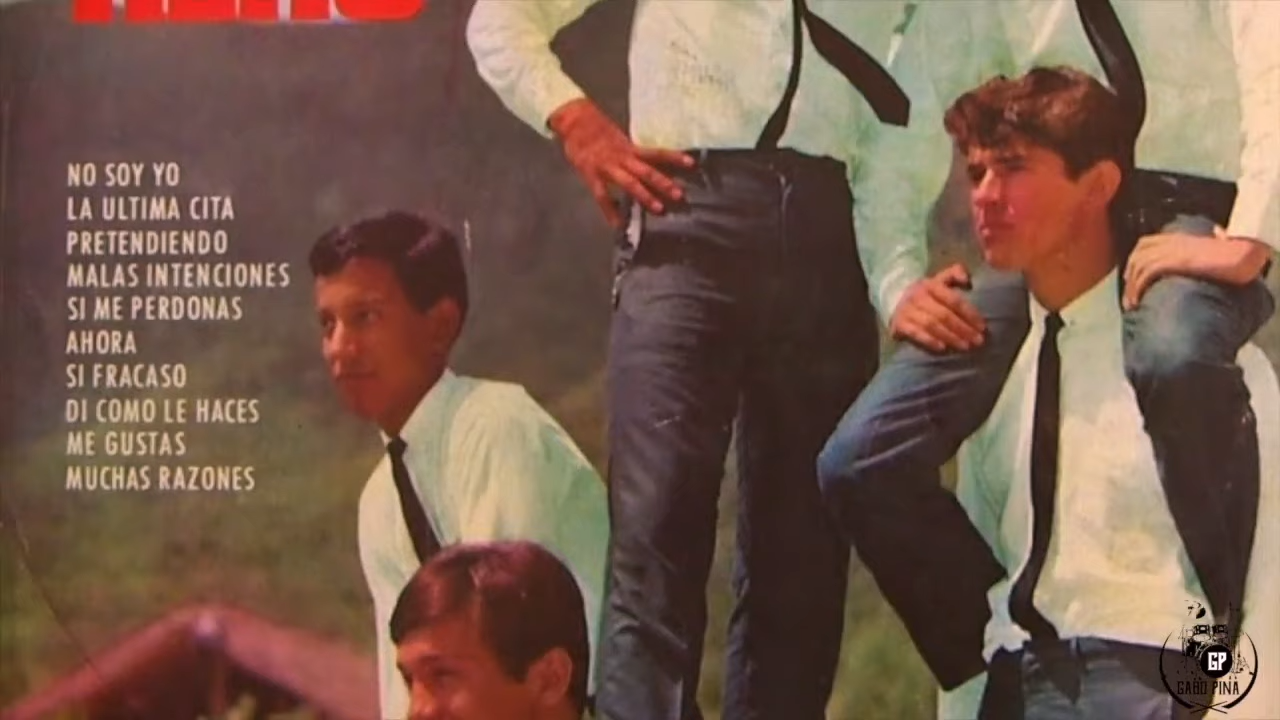 NO SOY YO
LA ULTIMA CITA
PRETENDIENDO
MALAS INTENCIONES
SI ME PERDONAS
AHORA
SI FRACASO
DI COMO LE HACES
ME GUSTAS
MUCHAS RAZONES
GP
GABO PINA